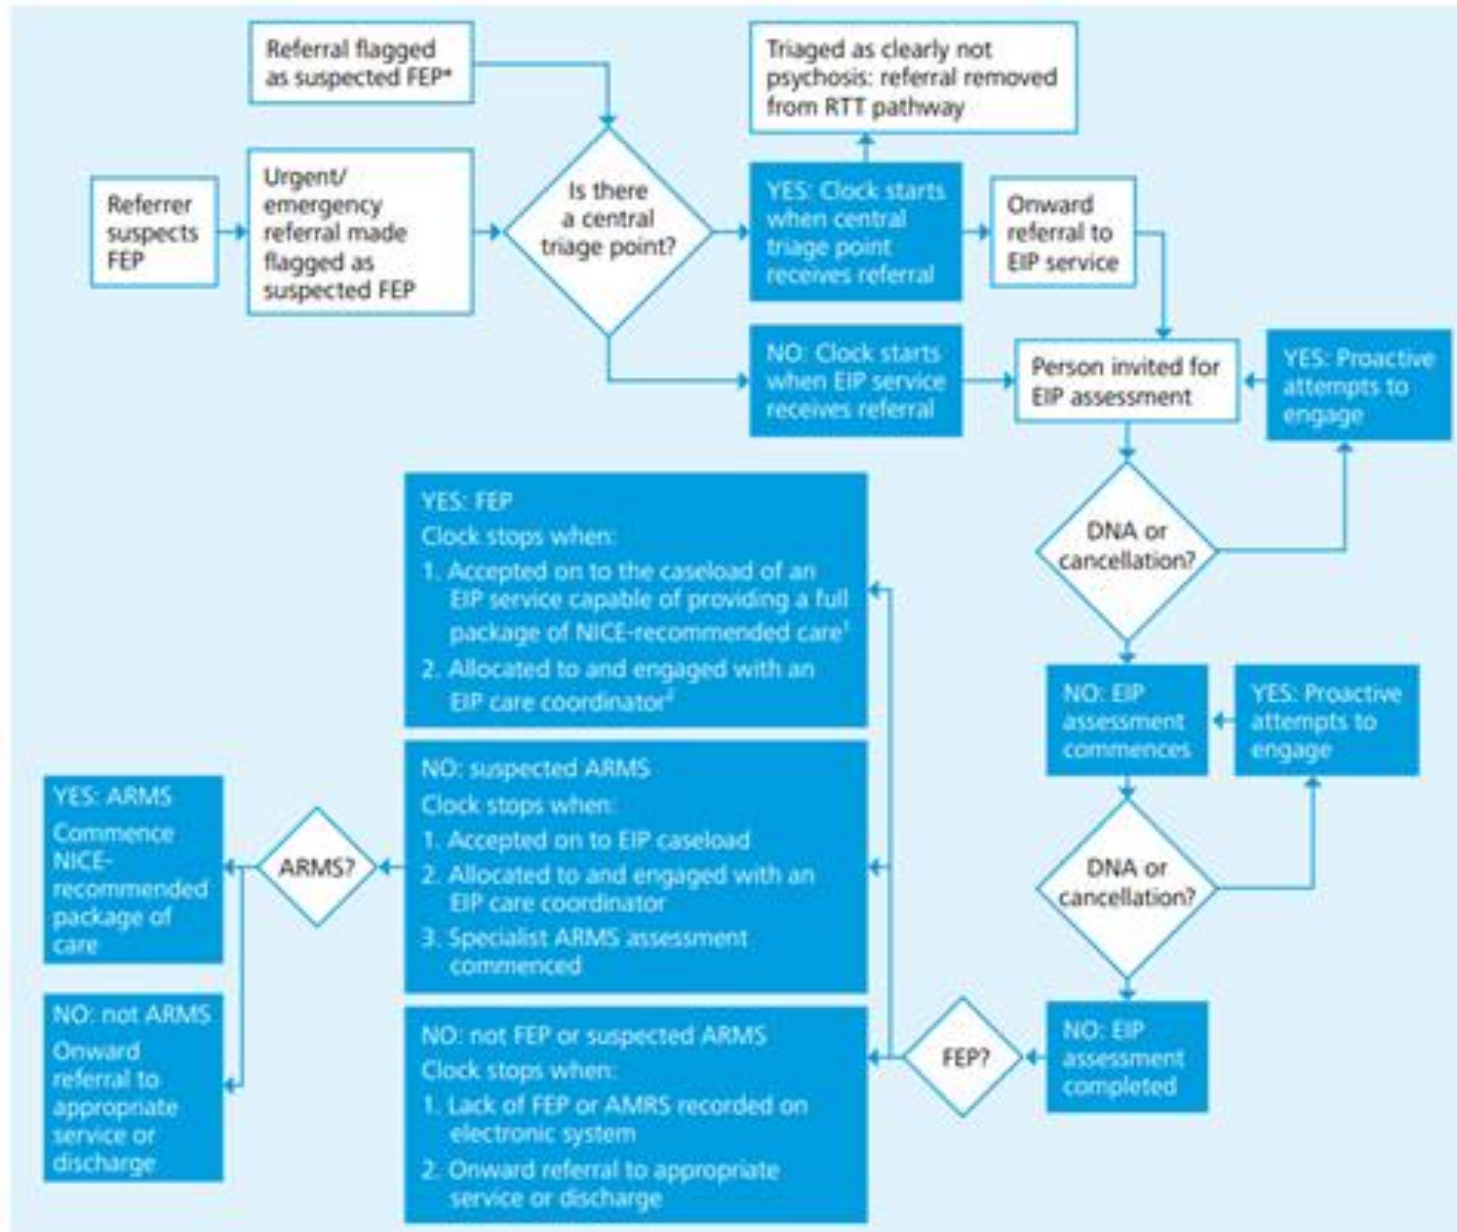 Referral flagged
as suspected FEP*
Triaged as clearly not
psychosis: referral removed
from RTT pathway
Referrer
suspects
FEP
Urgent/
emergency
referral made
flagged as
suspected FEP
Is there
a central
triage point?
YES: Clock starts
when central
triage point
receives referral
Onward
referral to
EIP service
NO: Clock starts
when EIP service
receives referral
Person invited for
EIP assessment
YES: Proactive
attempts to
engage
DNA or
cancellation?
NO: EIP
assessment
commences
YES: Proactive
attempts to
engage
DNA or
cancellation?
NO: EIP
assessment
completed
FEP?
YES: FEP
Clock stops when:
1. Accepted on to the caseload of an
EIP service capable of providing a full
package of NICE-recommended care¹
2. Allocated to and engaged with an
EIP care coordinator²
NO: suspected ARMS
Clock stops when:
1. Accepted on to EIP caseload
2. Allocated to and engaged with an
EIP care coordinator
3. Specialist ARMS assessment
commenced
NO: not FEP or suspected ARMS
Clock stops when:
1. Lack of FEP or AMRS recorded on
electronic system
2. Onward referral to appropriate
service or discharge
ARMS?
YES: ARMS
Commence
NICE-
recommended
package of
care
NO: not ARMS
Onward
referral to
appropriate
service or
discharge